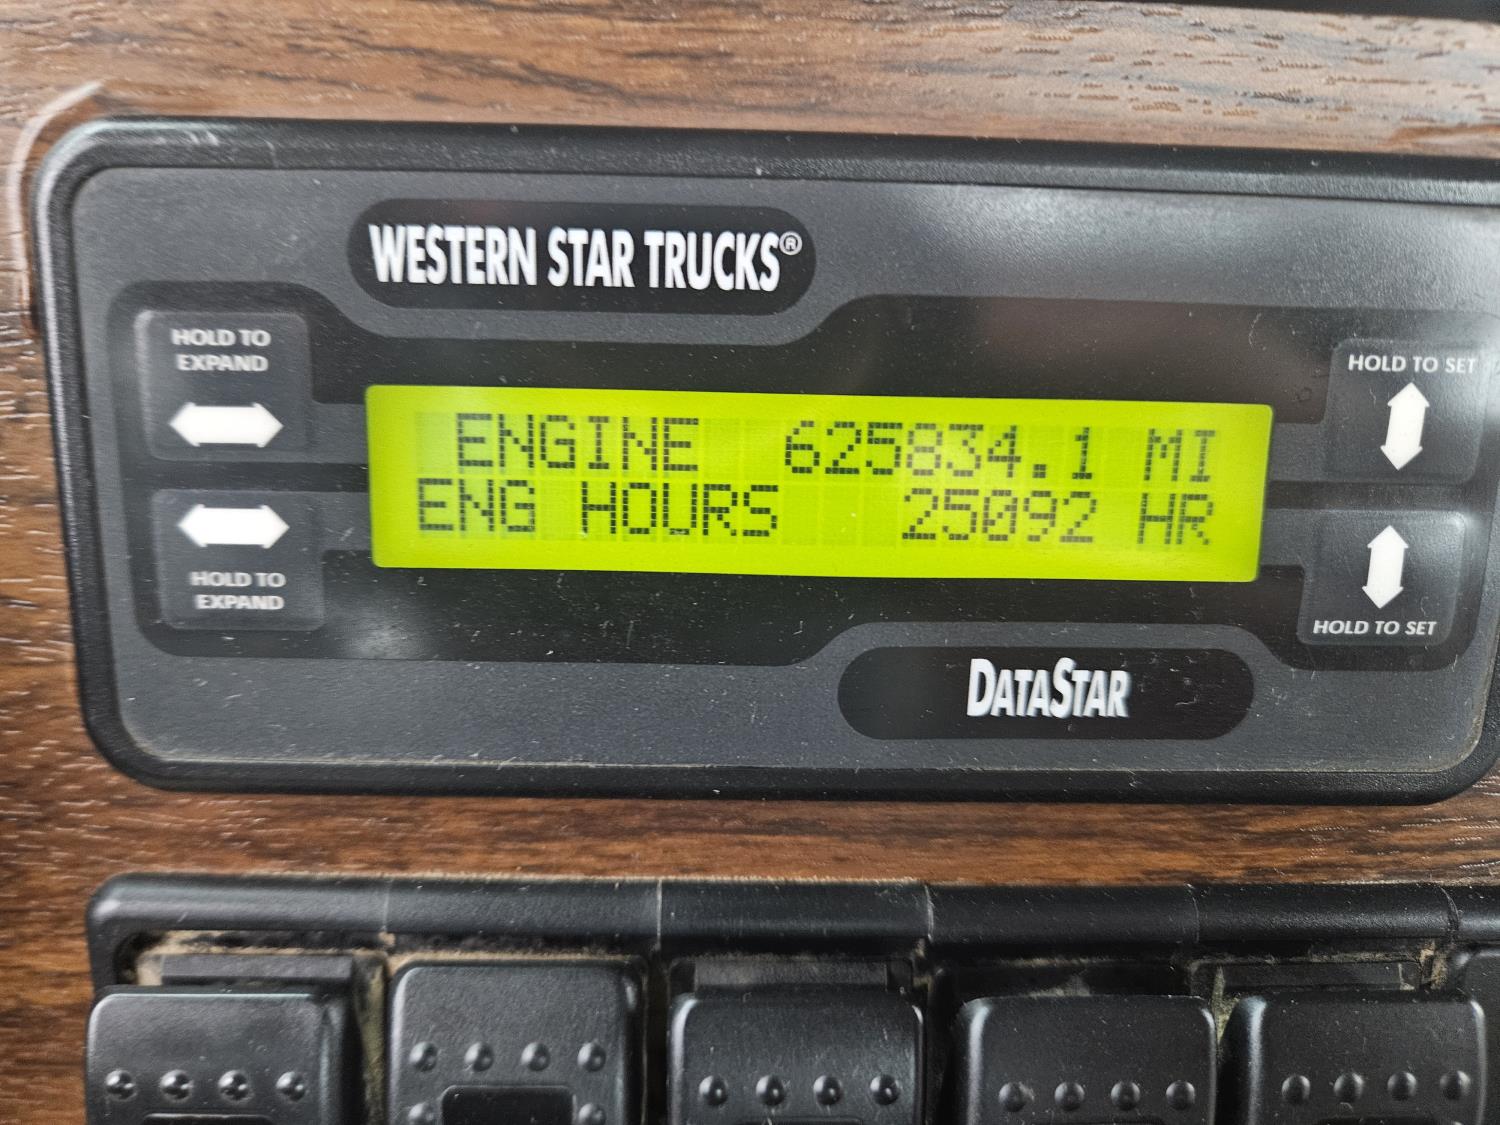 WESTERN STAR TRUCKS®
HOLD TO
EXPAND
HOLD TO SET
ENGINE 625834.1 MI
ENG HOURS 25092 HR
HOLD TO
EXPAND
HOLD TO SET
DATASTAR